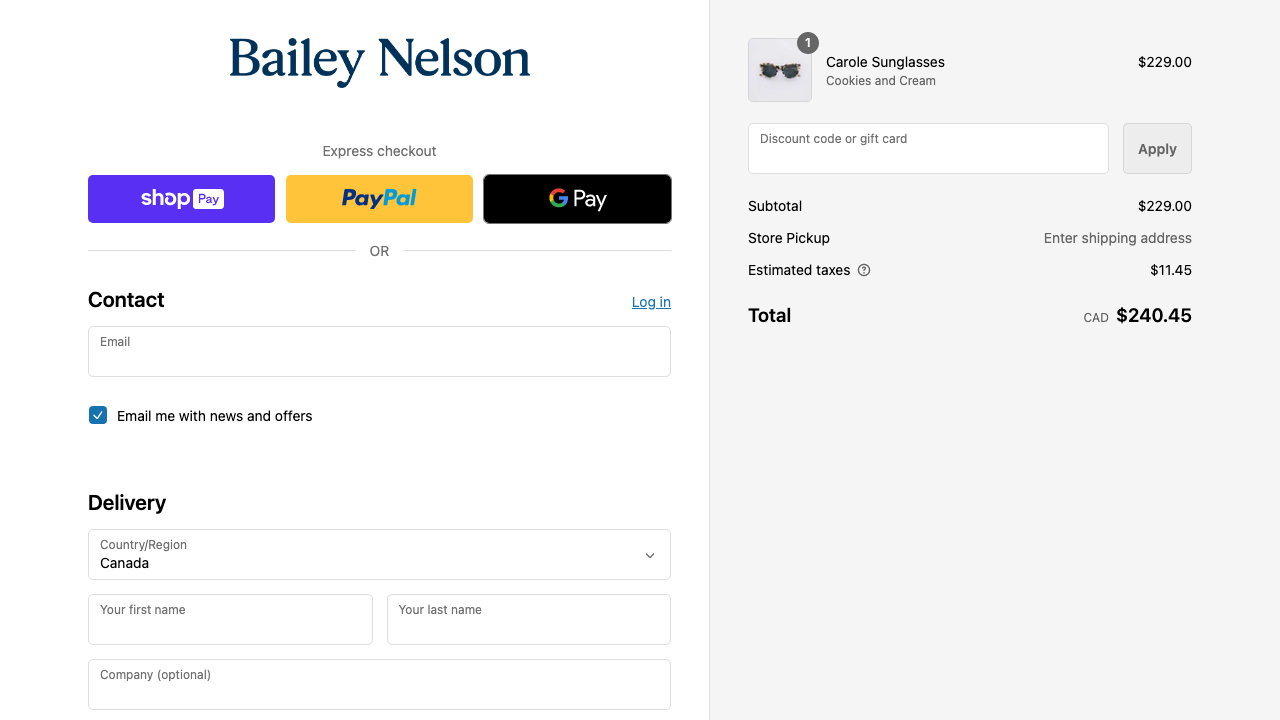 Bailey Nelson
Express checkout
shop Pay
PayPal
G Pay
OR
Contact
Log in
Email
Email me with news and offers
Delivery
Country/Region
Canada
Your first name
Your last name
Company (optional)
1
Carole Sunglasses
$229.00
Cookies and Cream
Discount code or gift card
Apply
Subtotal
$229.00
Store Pickup
Enter shipping address
Estimated taxes
$11.45
Total
CAD $240.45